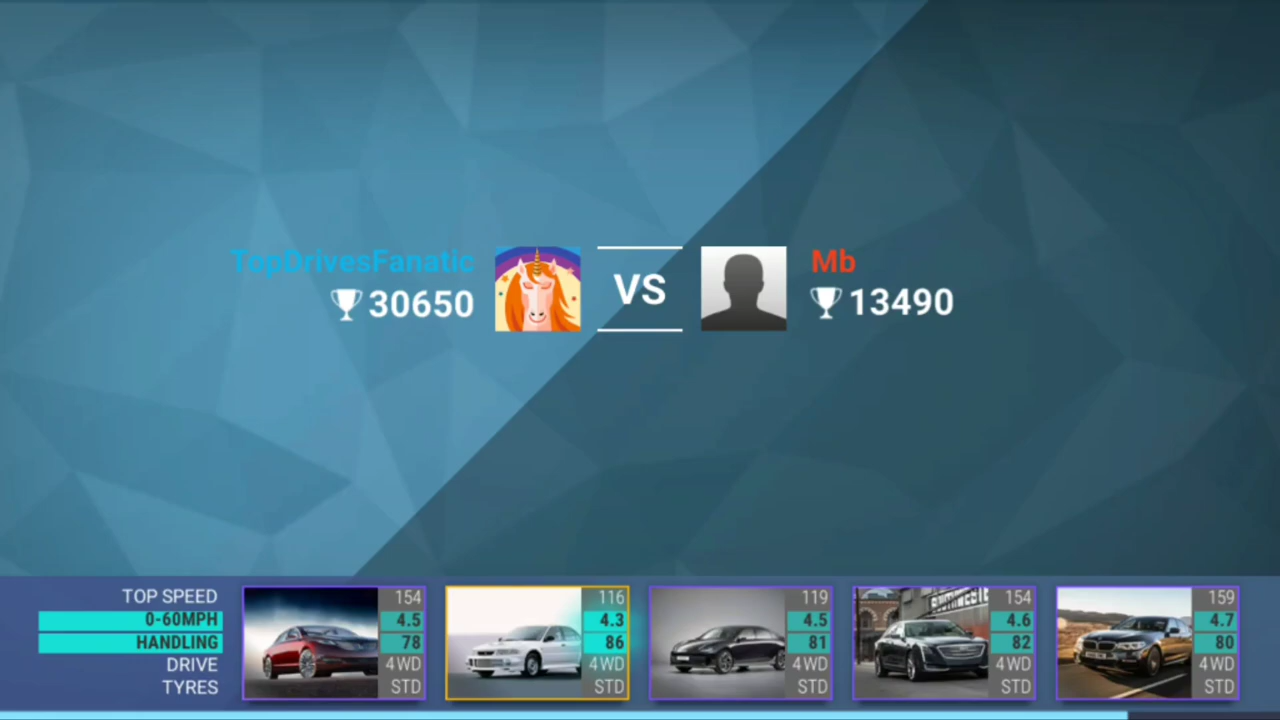 TopDrivesFanatic
30650
VS
Mb
13490
TOP SPEED
0-60MPH
HANDLING
DRIVE
TYRES
154
4.5
78
4WD
STD
116
4.3
86
4WD
STD
119
4.5
81
4WD
STD
154
4.6
82
4WD
STD
159
4.7
80
4WD
STD